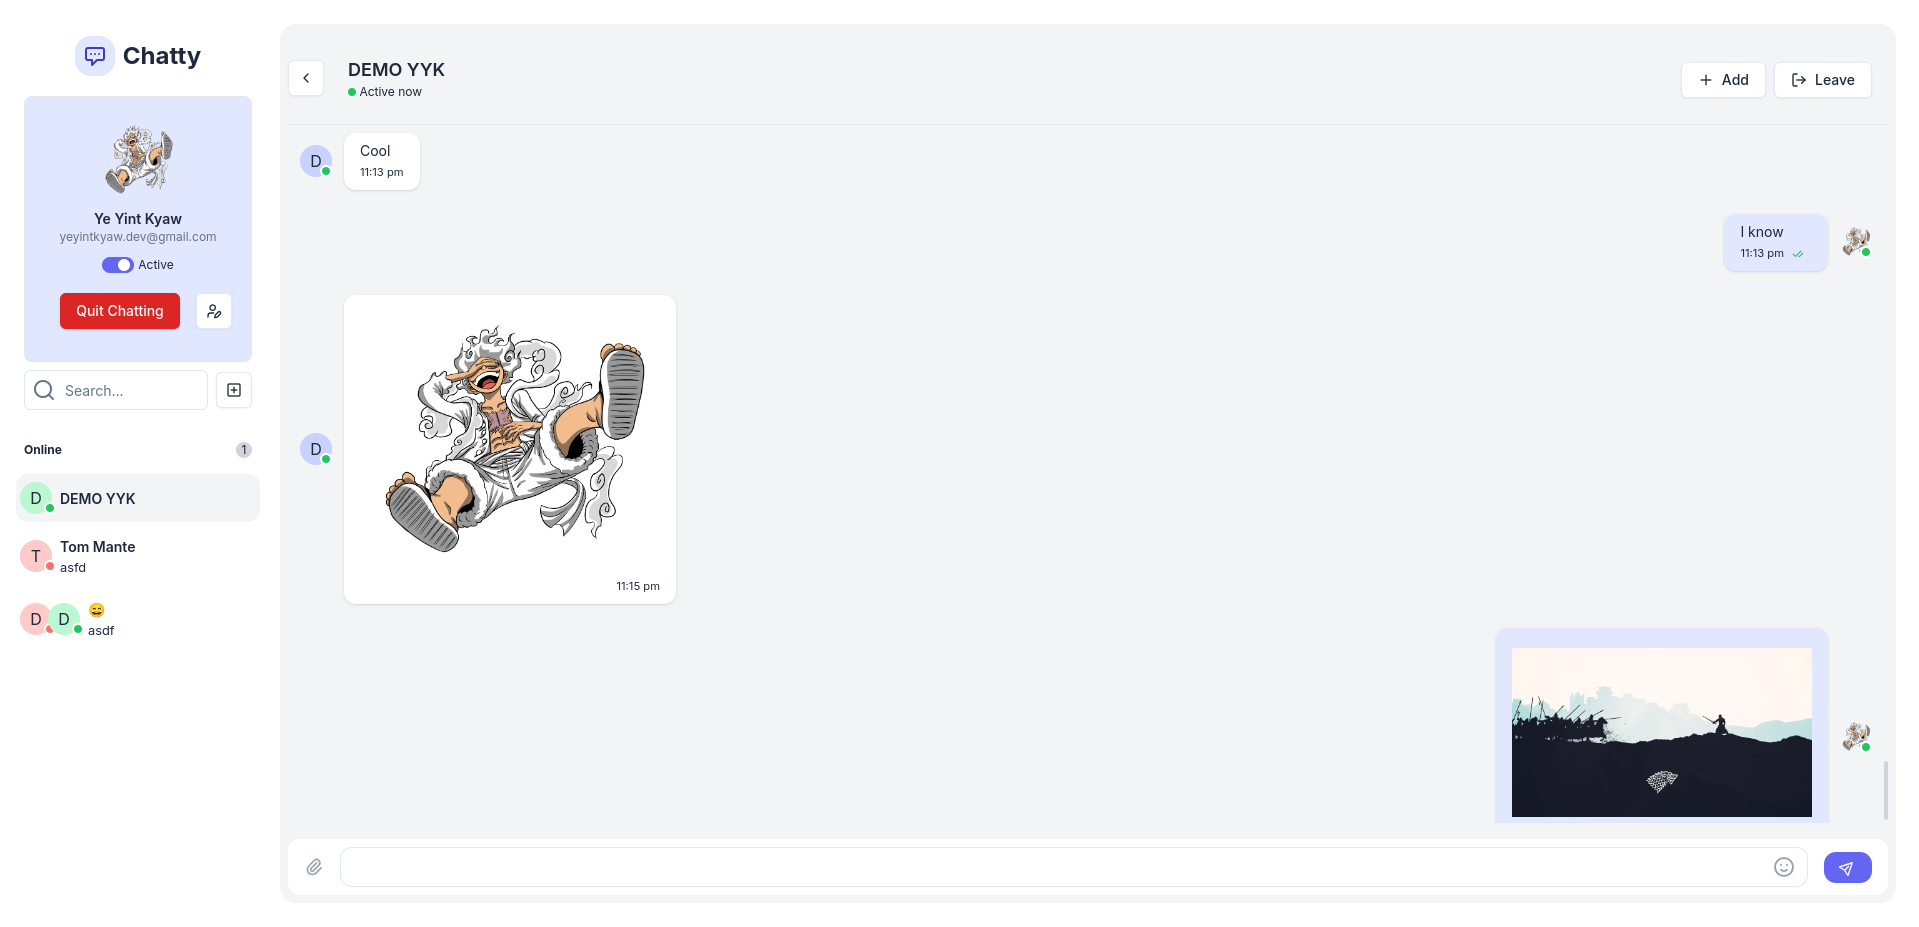 Chatty
Ye Yint Kyaw
yeyintkyaw.dev@gmail.com
Active
Quit Chatting
Search...
Online
1
D
DEMO YYK
T
Tom Mante
asfd
D
D
😄
asdf
DEMO YYK
Active now
Add
Leave
D
Cool
11:13 pm
I know
11:13 pm
D
11:15 pm